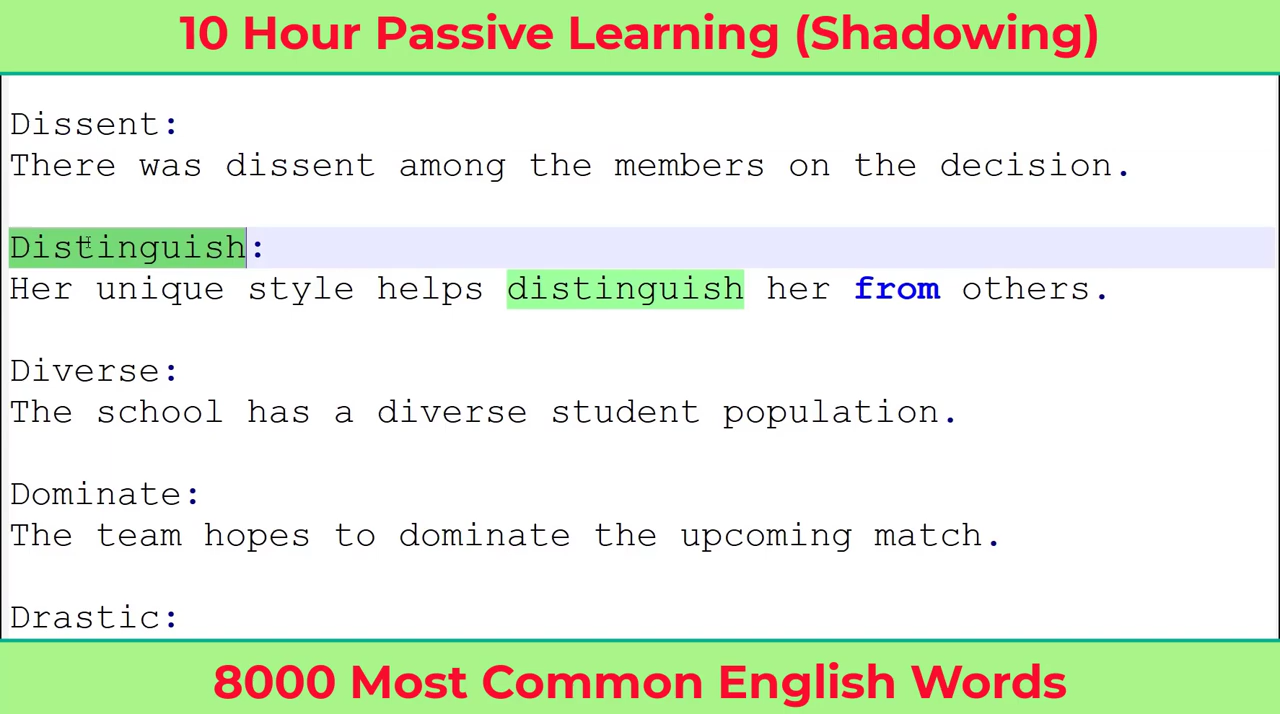 10 Hour Passive Learning (Shadowing)
Dissent:
There was dissent among the members on the decision.
Distinguish:
Her unique style helps distinguish her from others.
Diverse:
The school has a diverse student population.
Dominate:
The team hopes to dominate the upcoming match.
Drastic:
8000 Most Common English Words